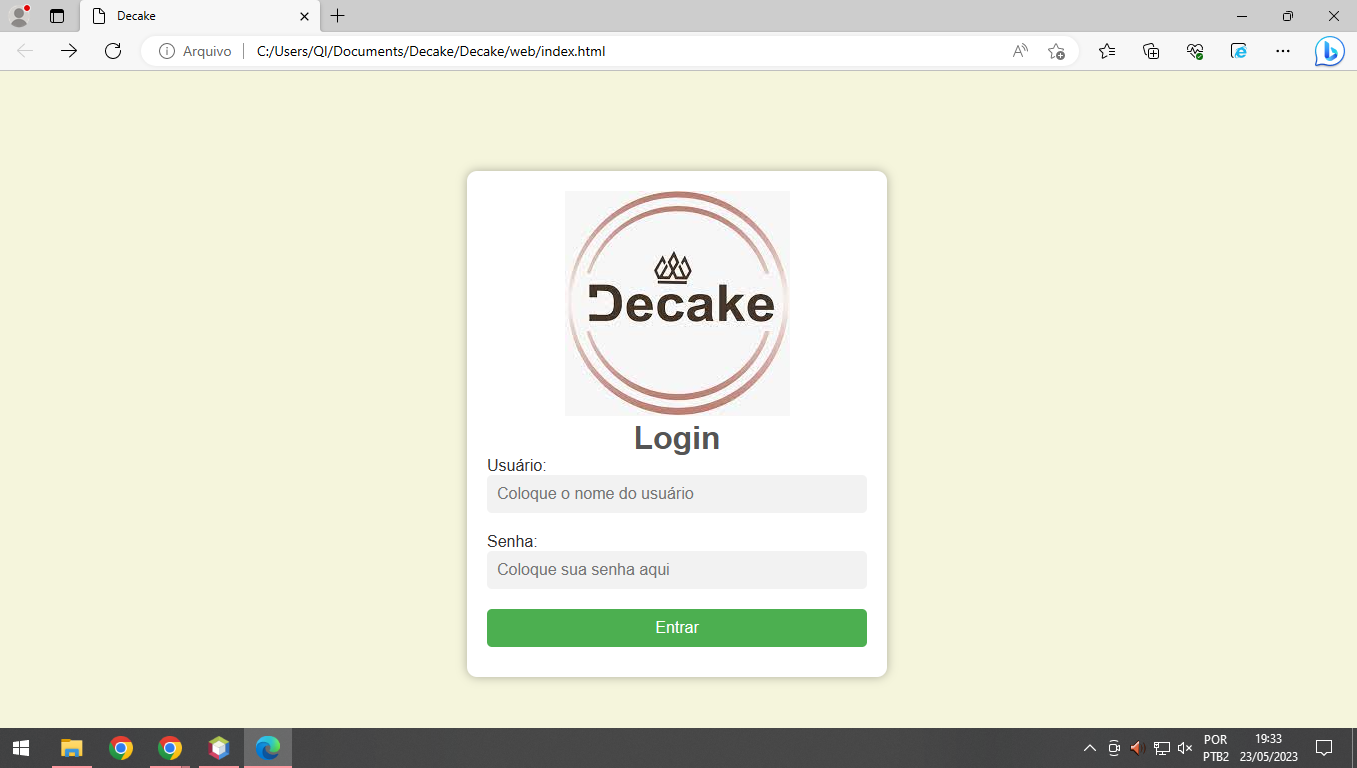 Decake
Arquivo
C:/Users/QI/Documents/Decake/Decake/web/index.html
Decake
Login
Usuário:
Coloque o nome do usuário
Senha:
Coloque sua senha aqui
Entrar
POR
PTB2
19:33
23/05/2023